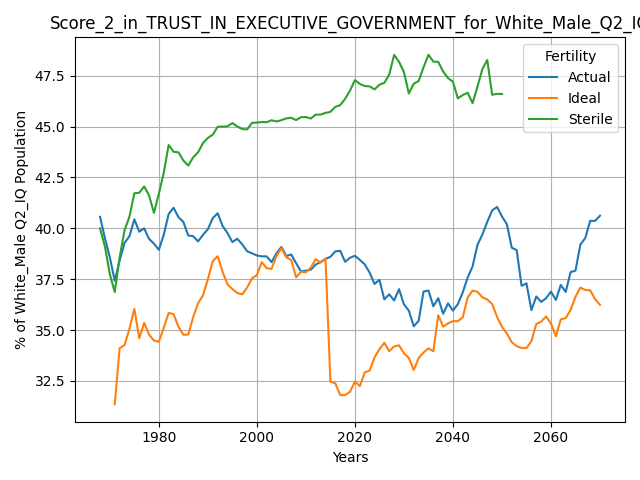 Score_2_in_TRUST_IN_EXECUTIVE_GOVERNMENT_for_White_Male_Q2_IQ
Fertility
Actual
Ideal
Sterile
47.5
45.0
42.5
40.0
37.5
35.0
32.5
% of White_Male Q2_IQ Population
1980
2000
2020
2040
2060
Years